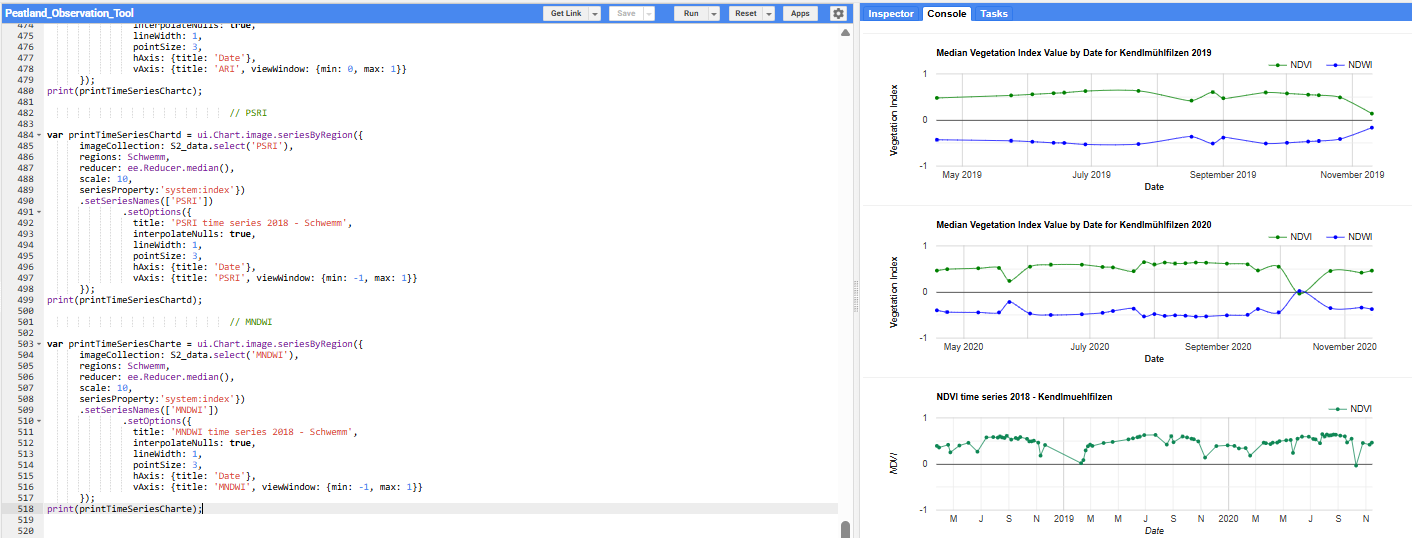 Peatland_Observation_Tool
Get Link
Save
Run
Reset
Apps
474 interpolateNulls: true,
475 lineWidth: 1,
476 pointSize: 3,
477 hAxis: {title: 'Date'},
478 vAxis: {title: 'ARI', viewWindow: {min: 0, max: 1}}
479 });
480 print(printTimeSeriesChartc);
481
482 // PSRI
483
484 var printTimeSeriesChartd = ui.Chart.image.seriesByRegion({
485 imageCollection: S2_data.select('PSRI'),
486 regions: Schwemm,
487 reducer: ee.Reducer.median(),
488 scale: 10,
489 seriesProperty:'system:index'})
490 .setSeriesNames(['PSRI'])
491 .setOptions({
492 title: 'PSRI time series 2018 - Schwemm',
493 interpolateNulls: true,
494 lineWidth: 1,
495 pointSize: 3,
496 hAxis: {title: 'Date'},
497 vAxis: {title: 'PSRI', viewWindow: {min: -1, max: 1}}
498 });
499 print(printTimeSeriesChartd);
500
501 // MNDWI
502
503 var printTimeSeriesCharte = ui.Chart.image.seriesByRegion({
504 imageCollection: S2_data.select('MNDWI'),
505 regions: Schwemm,
506 reducer: ee.Reducer.median(),
507 scale: 10,
508 seriesProperty:'system:index'})
509 .setSeriesNames(['MNDWI'])
510 .setOptions({
511 title: 'MNDWI time series 2018 - Schwemm',
512 interpolateNulls: true,
513 lineWidth: 1,
514 pointSize: 3,
515 hAxis: {title: 'Date'},
516 vAxis: {title: 'MNDWI', viewWindow: {min: -1, max: 1}}
517 });
518 print(printTimeSeriesCharte);
519
520
Inspector Console Tasks
Median Vegetation Index Value by Date for Kendlmühlfilzen 2019
NDVI NDWI
Vegetation Index
1
0
-1
May 2019 July 2019 September 2019 November 2019
Date
Median Vegetation Index Value by Date for Kendlmühlfilzen 2020
NDVI NDWI
Vegetation Index
1
0
-1
May 2020 July 2020 September 2020 November 2020
Date
NDVI time series 2018 - Kendlmuehlfilzen
NDVI
NDVI
1
0
-1
M J S N 2019 M M J S N 2020 M M J S N
Date